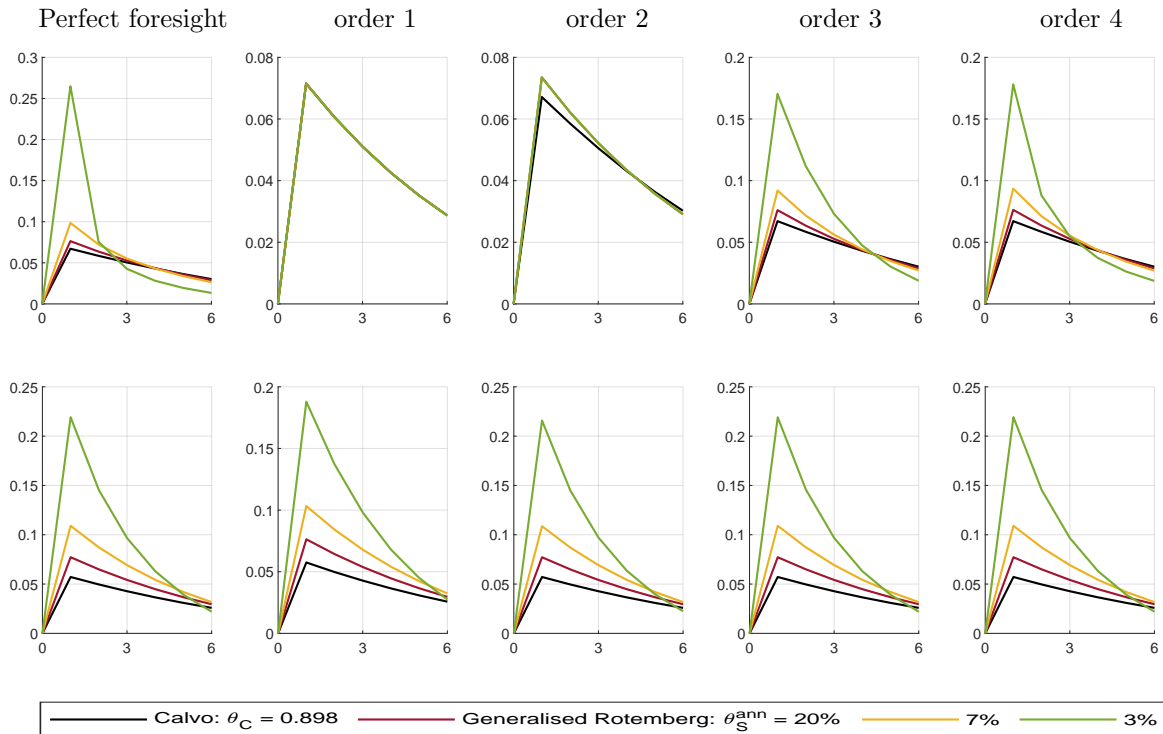 Perfect foresight order 1 order 2 order 3 order 4
0.3 0.08 0.08 0.2 0.2
0.25
0.06 0.06 0.15 0.15
0.2
0.15 0.04 0.04 0.1 0.1
0.1
0.02 0.02 0.05 0.05
0.05
0 0 0 0 0
0 3 6 0 3 6 0 3 6 0 3 6 0 3 6
0.25 0.2 0.25 0.25 0.25
0.2 0.2 0.2 0.2
0.15
0.15 0.15 0.15 0.15
0.1
0.1 0.1 0.1 0.1
0.05 0.05 0.05 0.05 0.05
0 0 0 0 0
0 3 6 0 3 6 0 3 6 0 3 6 0 3 6
Calvo: θ_C = 0.898 Generalised Rotemberg: θ_S^ann = 20% 7% 3%